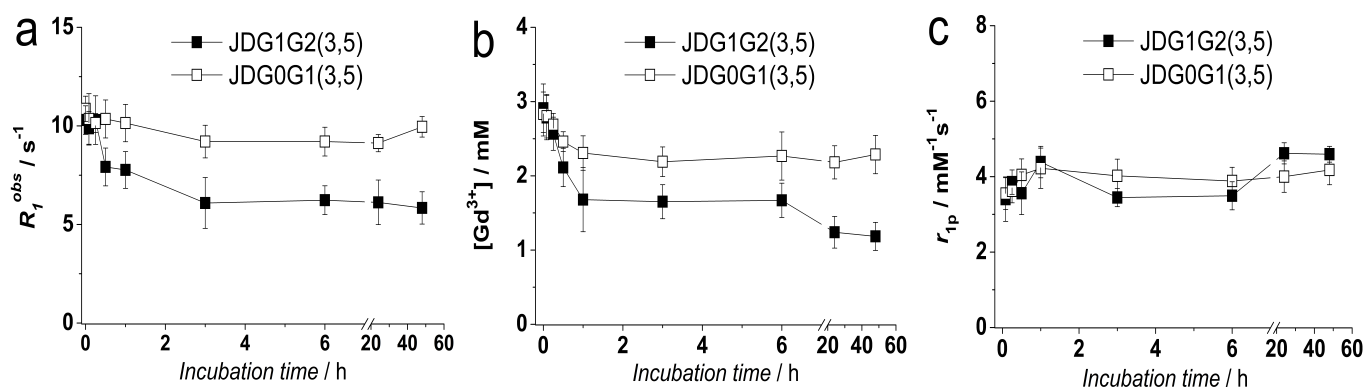 a
15
10
5
0
R₁ᵒᵇˢ / s⁻¹
JDG1G2(3,5)
JDG0G1(3,5)
0 2 4 6 20 40 60
Incubation time / h
b
4
3
2
1
0
[Gd³⁺] / mM
JDG1G2(3,5)
JDG0G1(3,5)
0 2 4 6 20 40 60
Incubation time / h
c
8
6
4
2
0
r₁ₚ / mM⁻¹s⁻¹
JDG1G2(3,5)
JDG0G1(3,5)
0 2 4 6 20 40 60
Incubation time / h